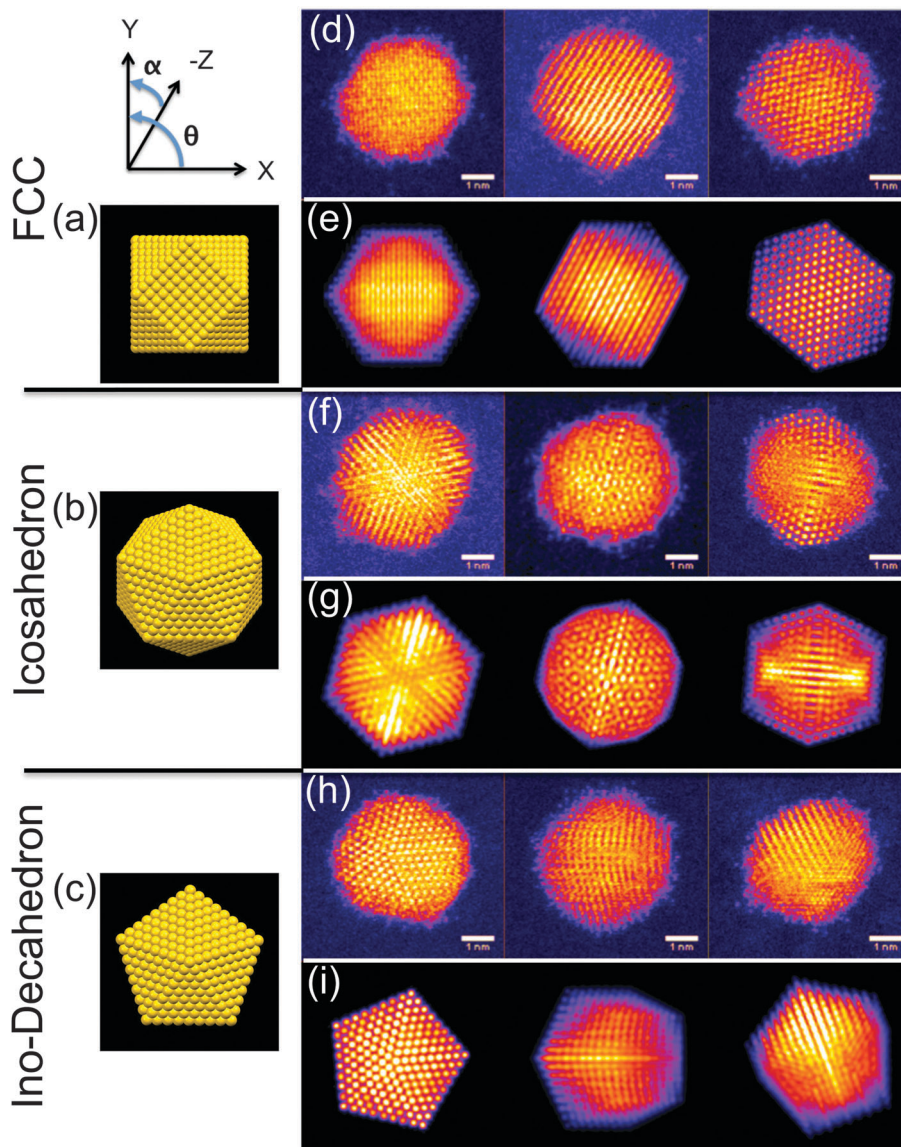 FCC
Y
α
-Z
θ
X
(a)
(d)
1 nm
1 nm
1 nm
(e)
Icosahedron
(b)
(f)
1 nm
1 nm
1 nm
(g)
Ino-Decahedron
(c)
(h)
1 nm
1 nm
1 nm
(i)